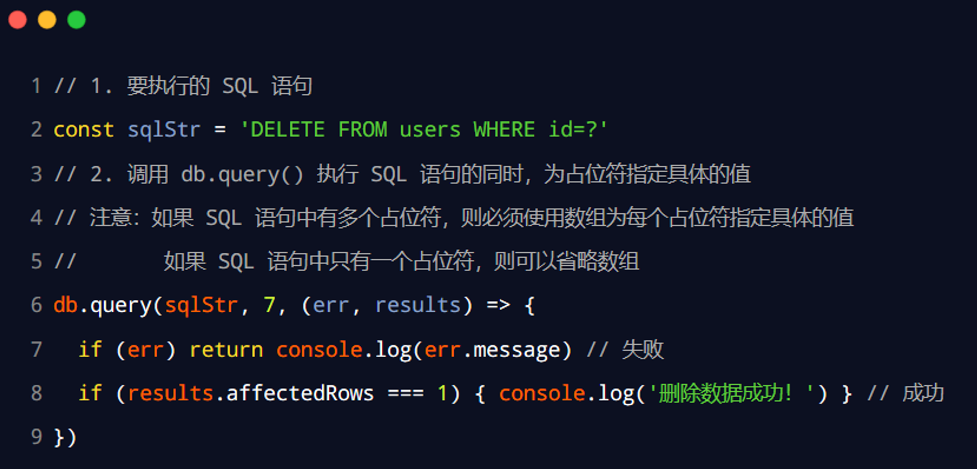 1 // 1. 要执行的 SQL 语句
2 const sqlStr = 'DELETE FROM users WHERE id=?'
3 // 2. 调用 db.query() 执行 SQL 语句的同时，为占位符指定具体的值
4 // 注意：如果 SQL 语句中有多个占位符，则必须使用数组为每个占位符指定具体的值
5 //       如果 SQL 语句中只有一个占位符，则可以省略数组
6 db.query(sqlStr, 7, (err, results) => {
7   if (err) return console.log(err.message) // 失败
8   if (results.affectedRows === 1) { console.log('删除数据成功！') } // 成功
9 })